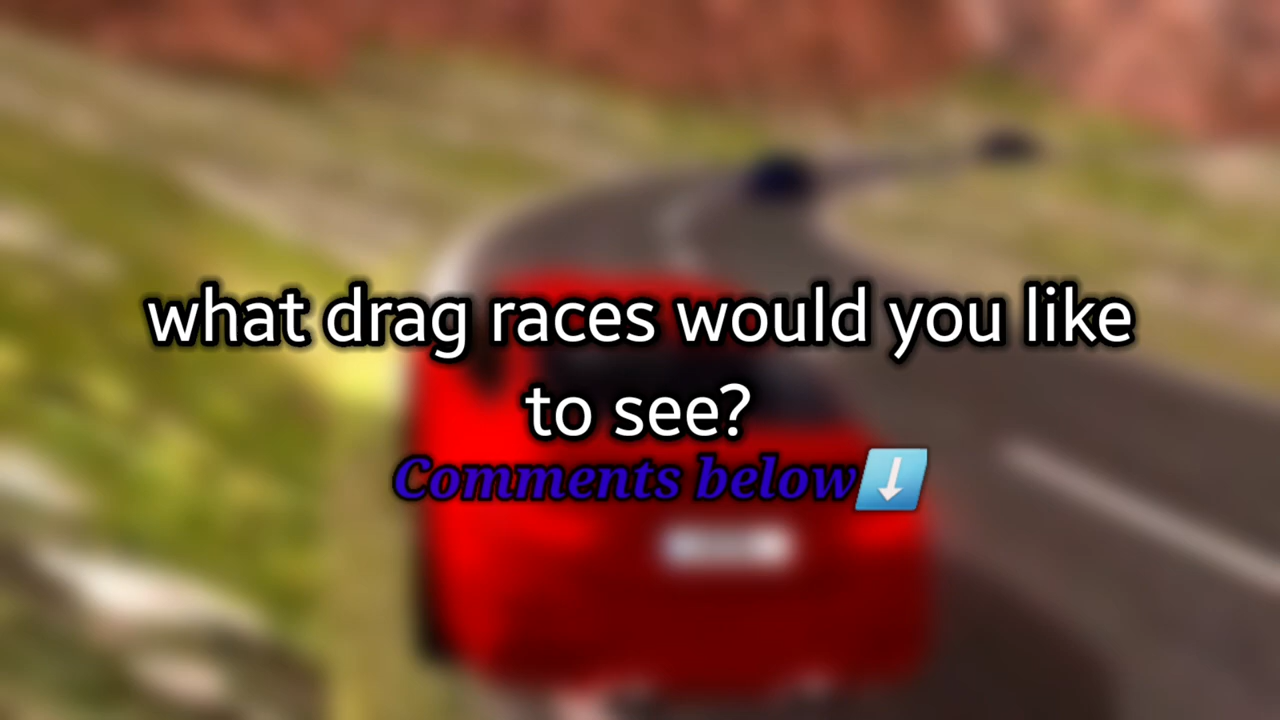 what drag races would you like
to see?
Comments below⬇️